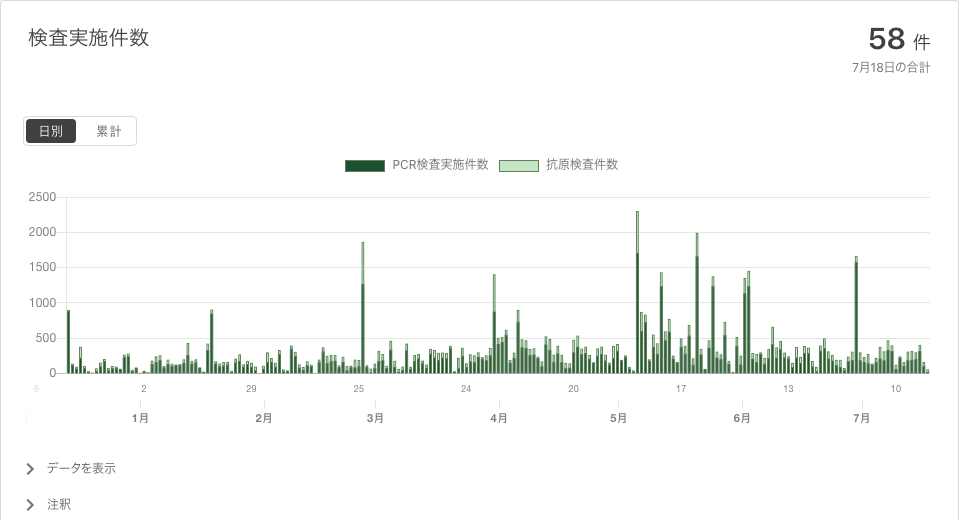 検査実施件数
58 件
7月18日の合計
日別 累計
PCR検査実施件数 抗原検査件数
2500
2000
1500
1000
500
0
6 2 29 25 24 20 17 13 10
1月 2月 3月 4月 5月 6月 7月
データを表示
注釈